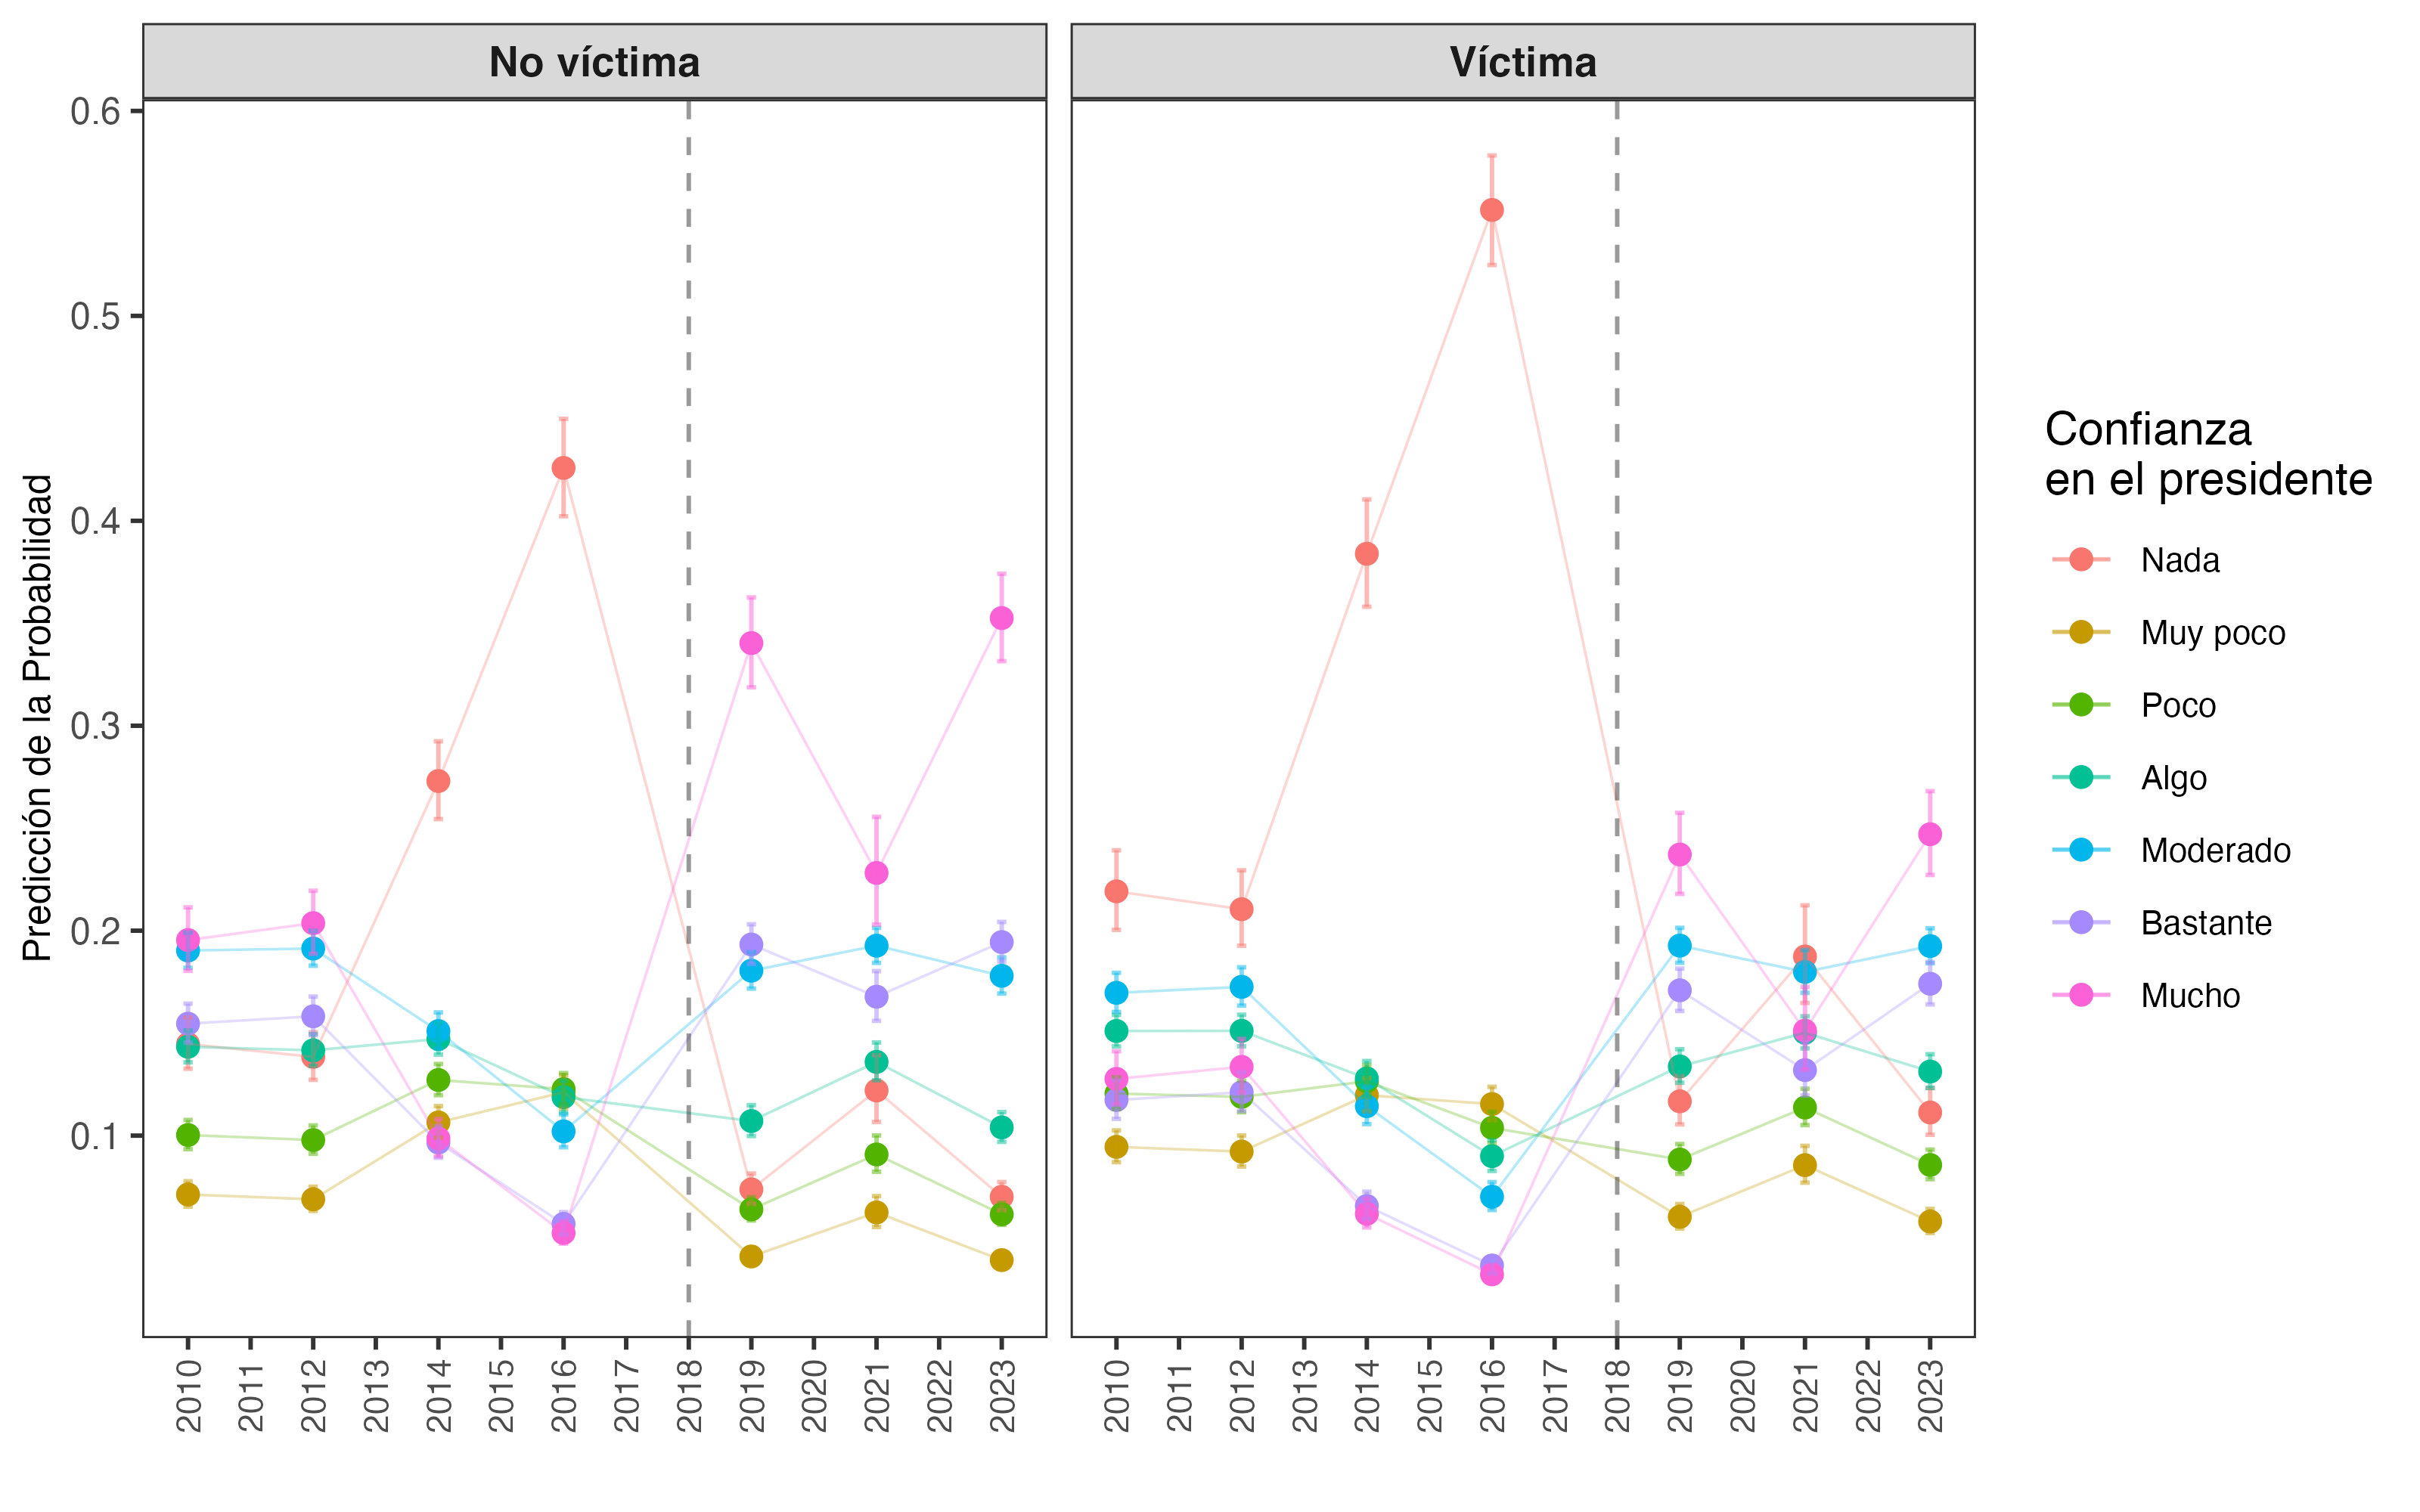 No víctima
Víctima
Predicción de la Probabilidad
0.6
0.5
0.4
0.3
0.2
0.1
2010 2011 2012 2013 2014 2015 2016 2017 2018 2019 2020 2021 2022 2023
2010 2011 2012 2013 2014 2015 2016 2017 2018 2019 2020 2021 2022 2023
Confianza
en el presidente
Nada
Muy poco
Poco
Algo
Moderado
Bastante
Mucho